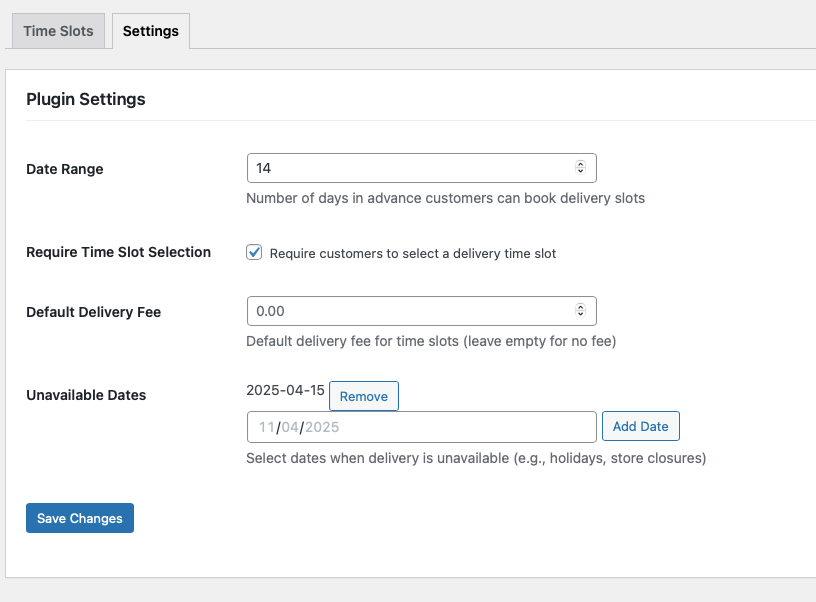 Time Slots
Settings
Plugin Settings
Date Range
14
Number of days in advance customers can book delivery slots
Require Time Slot Selection
Require customers to select a delivery time slot
Default Delivery Fee
0.00
Default delivery fee for time slots (leave empty for no fee)
Unavailable Dates
2025-04-15 Remove
11/04/2025 Add Date
Select dates when delivery is unavailable (e.g., holidays, store closures)
Save Changes